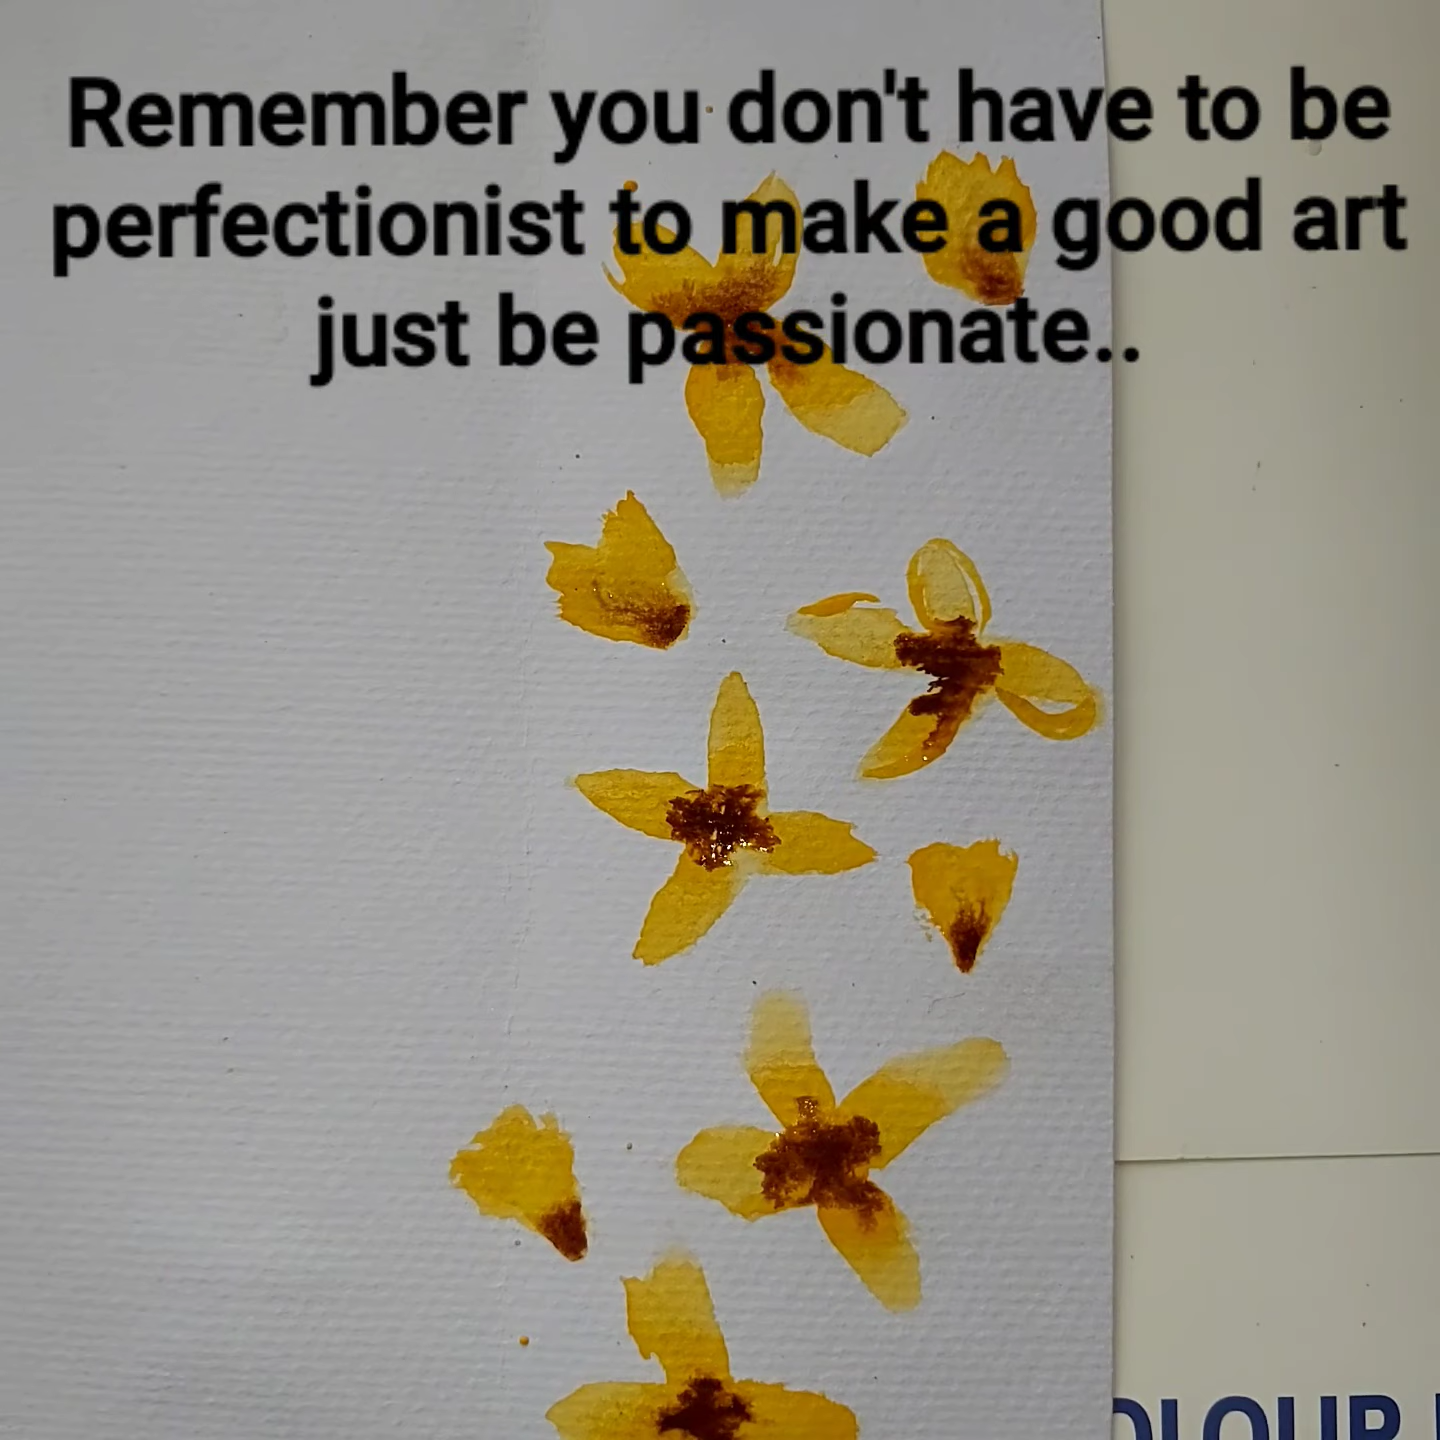 Remember you don't have to be
perfectionist to make a good art
just be passionate..